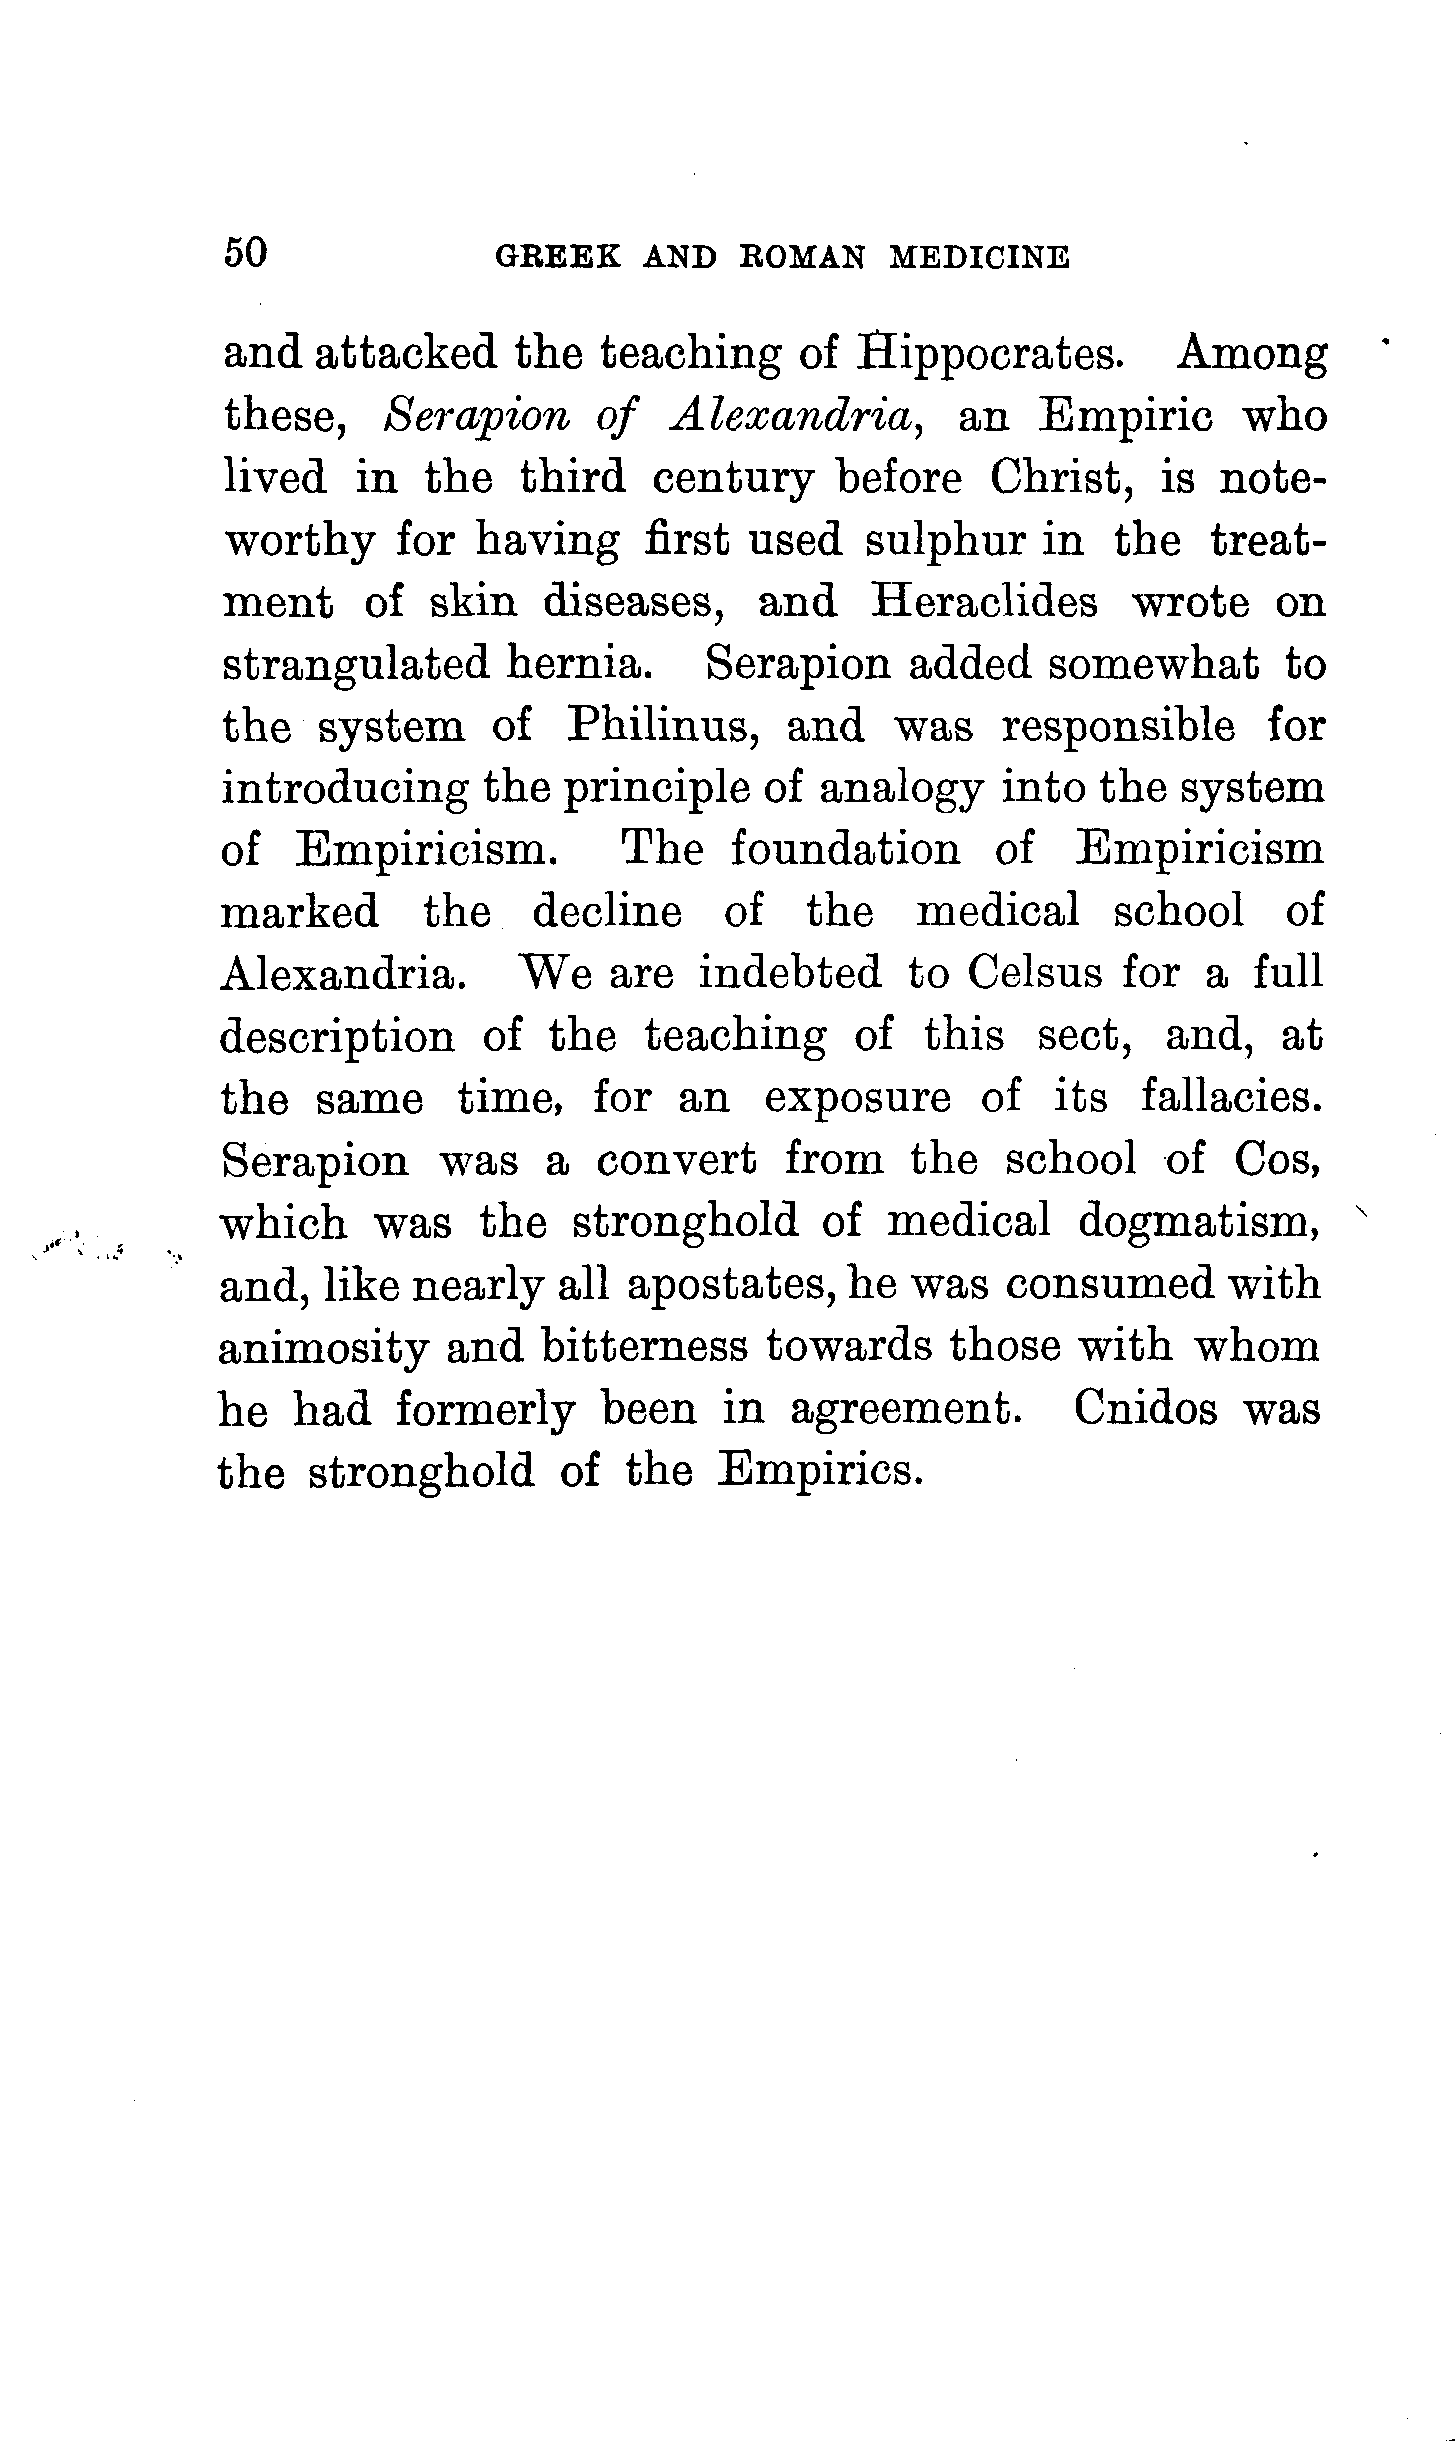 50 GREEK AND ROMAN MEDICINE
and attacked the teaching of Hippocrates. Among
these, Serapion of Alexandria, an Empiric who
lived in the third century before Christ, is note-
worthy for having first used sulphur in the treat-
ment of skin diseases, and Heraclides wrote on
strangulated hernia. Serapion added somewhat to
the system of Philinus, and was responsible for
introducing the principle of analogy into the system
of Empiricism. The foundation of Empiricism
marked the decline of the medical school of
Alexandria. We are indebted to Celsus for a full
description of the teaching of this sect, and, at
the same time, for an exposure of its fallacies.
Serapion was a convert from the school of Cos,
which was the stronghold of medical dogmatism,
and, like nearly all apostates, he was consumed with
animosity and bitterness towards those with whom
he had formerly been in agreement. Cnidos was
the stronghold of the Empirics.